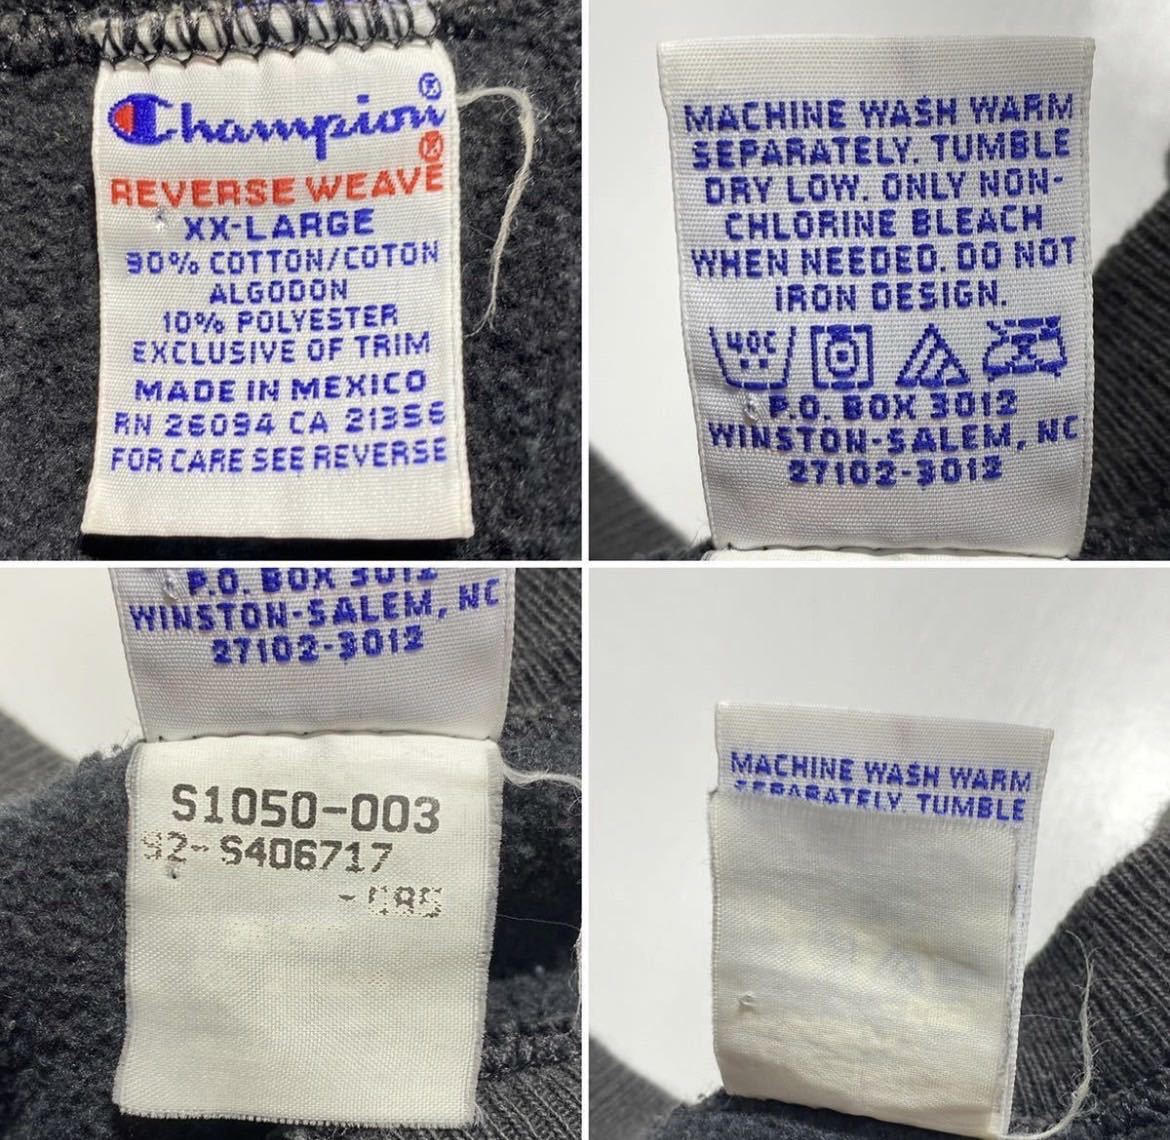 Champion®
®
REVERSE WEAVE
XX-LARGE
90% COTTON/COTON
ALGODON
10% POLYESTER
EXCLUSIVE OF TRIM
MADE IN MEXICO
RN 26094 CA 21356
FOR CARE SEE REVERSE
MACHINE WASH WARM
SEPARATELY. TUMBLE
DRY LOW. ONLY NON-
CHLORINE BLEACH
WHEN NEEDED. DO NOT
IRON DESIGN.
40C
P.O. BOX 3012
WINSTON-SALEM, NC
27102-3012
P.O. BOX 3012
WINSTON-SALEM, NC
27102-3012
S1050-003
92-S406717
MACHINE WASH WARM
SEPARATELY. TUMBLE